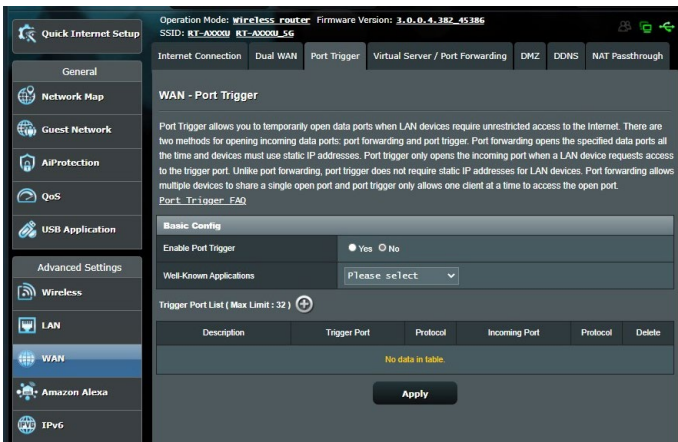 Quick Internet Setup
General
Network Map
Guest Network
AiProtection
QoS
USB Application
Advanced Settings
Wireless
LAN
WAN
Amazon Alexa
IPv6
Operation Mode: Wireless router Firmware Version: 3.0.0.4.382_45386
SSID: RT-AXXXU RT-AXXXU_5G
Internet Connection Dual WAN Port Trigger Virtual Server / Port Forwarding DMZ DDNS NAT Passthrough
WAN - Port Trigger
Port Trigger allows you to temporarily open data ports when LAN devices require unrestricted access to the Internet. There are
two methods for opening incoming data ports: port forwarding and port trigger. Port forwarding opens the specified data ports all
the time and devices must use static IP addresses. Port trigger only opens the incoming port when a LAN device requests access
to the trigger port. Unlike port forwarding, port trigger does not require static IP addresses for LAN devices. Port forwarding allows
multiple devices to share a single open port and port trigger only allows one client at a time to access the open port.
Port Trigger FAQ
Basic Config
Enable Port Trigger Yes No
Well-Known Applications Please select
Trigger Port List ( Max Limit : 32 )
Description Trigger Port Protocol Incoming Port Protocol Delete
No data in table.
Apply